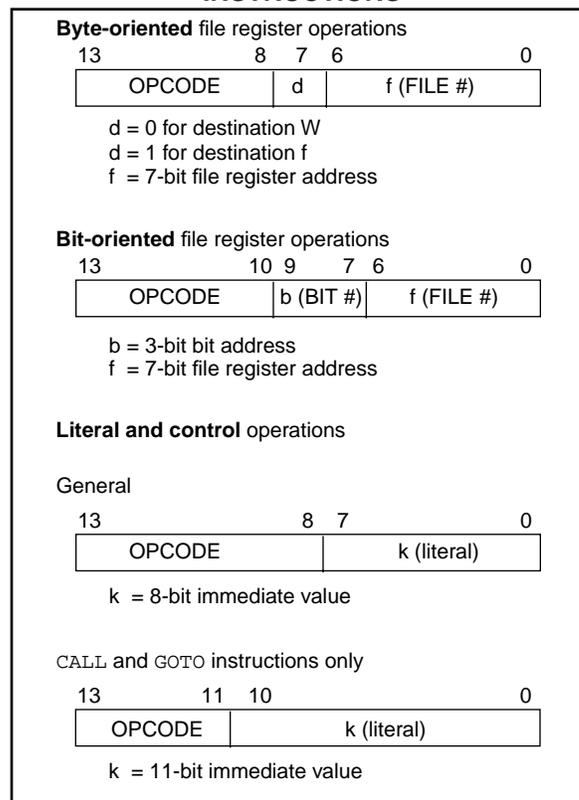 Byte-oriented file register operations
13 8 7 6 0
OPCODE d f (FILE #)
d = 0 for destination W
d = 1 for destination f
f = 7-bit file register address
Bit-oriented file register operations
13 10 9 7 6 0
OPCODE b (BIT #) f (FILE #)
b = 3-bit bit address
f = 7-bit file register address
Literal and control operations
General
13 8 7 0
OPCODE k (literal)
k = 8-bit immediate value
CALL and GOTO instructions only
13 11 10 0
OPCODE k (literal)
k = 11-bit immediate value